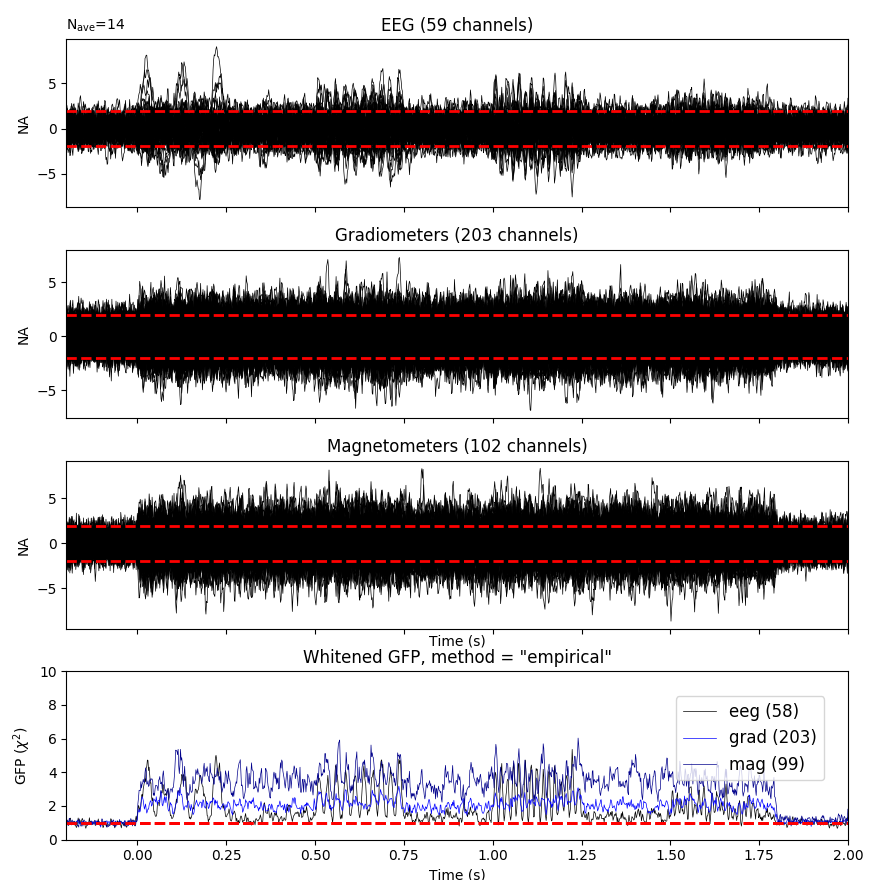 Nave=14
EEG (59 channels)
5
0
−5
NA
Gradiometers (203 channels)
5
0
−5
NA
Magnetometers (102 channels)
5
0
−5
NA
Time (s)
Whitened GFP, method = "empirical"
10
8
6
4
2
0
GFP (χ²)
eeg (58)
grad (203)
mag (99)
0.00 0.25 0.50 0.75 1.00 1.25 1.50 1.75 2.00
Time (s)